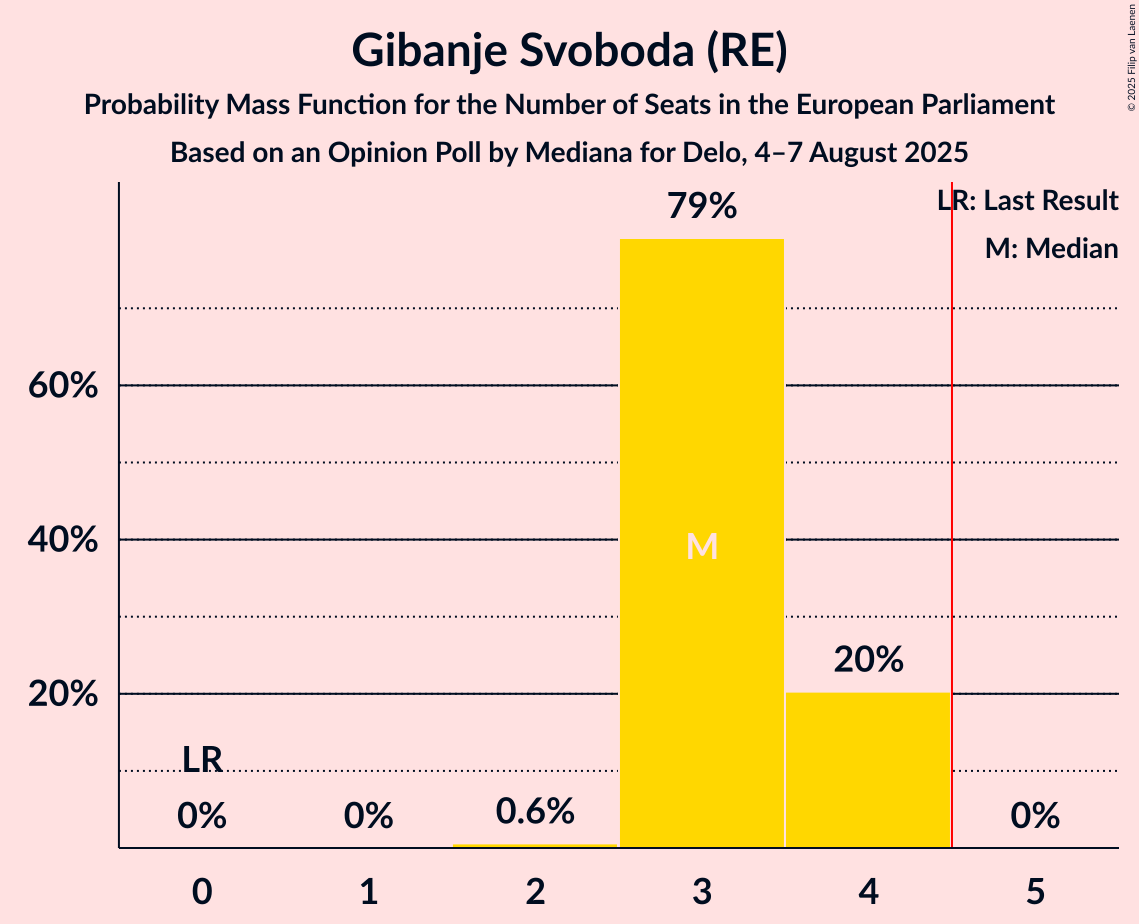 Gibanje Svoboda (RE)
Probability Mass Function for the Number of Seats in the European Parliament
Based on an Opinion Poll by Mediana for Delo, 4–7 August 2025
© 2025 Filip van Laenen
LR: Last Result
M: Median
79%
60%
40%
20%
M
20%
LR
0%
0%
0.6%
0%
0
1
2
3
4
5